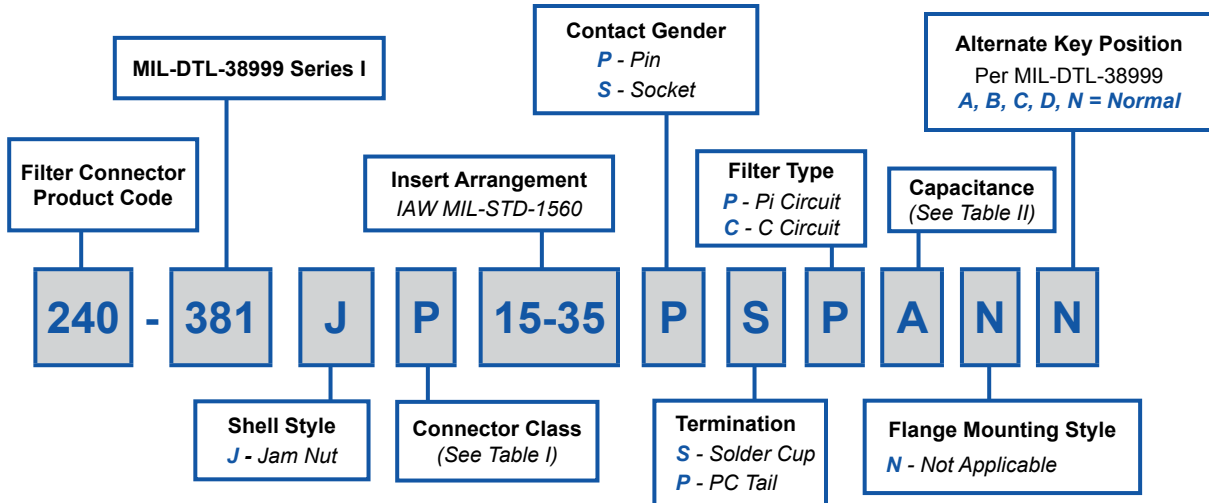 Contact Gender
P - Pin
S - Socket
Alternate Key Position
Per MIL-DTL-38999
A, B, C, D, N = Normal
MIL-DTL-38999 Series I
Filter Connector
Product Code
Insert Arrangement
IAW MIL-STD-1560
Filter Type
P - Pi Circuit
C - C Circuit
Capacitance
(See Table II)
240 - 381 J P 15-35 P S P A N N
Shell Style
J - Jam Nut
Connector Class
(See Table I)
Termination
S - Solder Cup
P - PC Tail
Flange Mounting Style
N - Not Applicable